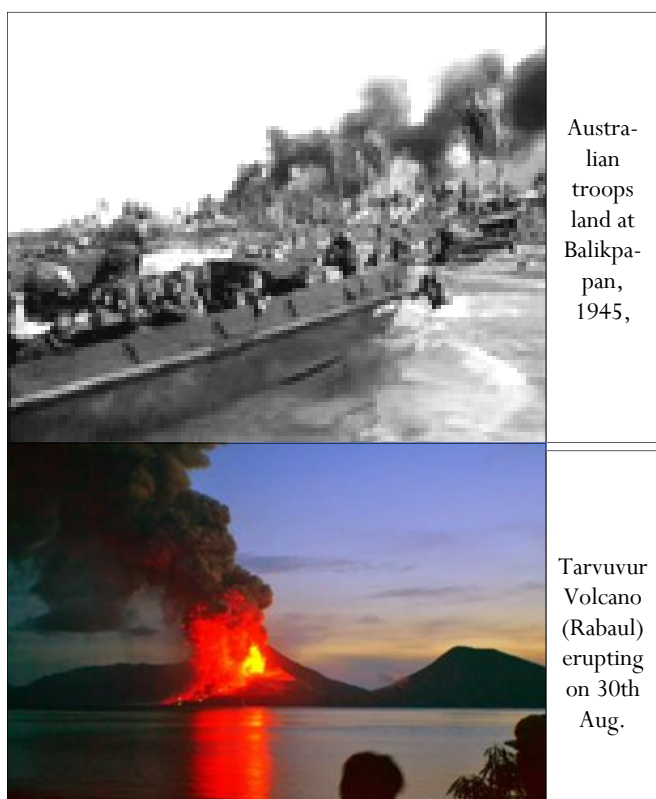 Austra-
lian
troops
land at
Balikpa-
pan,
1945,
Tarvuvur
Volcano
(Rabaul)
erupting
on 30th
Aug.